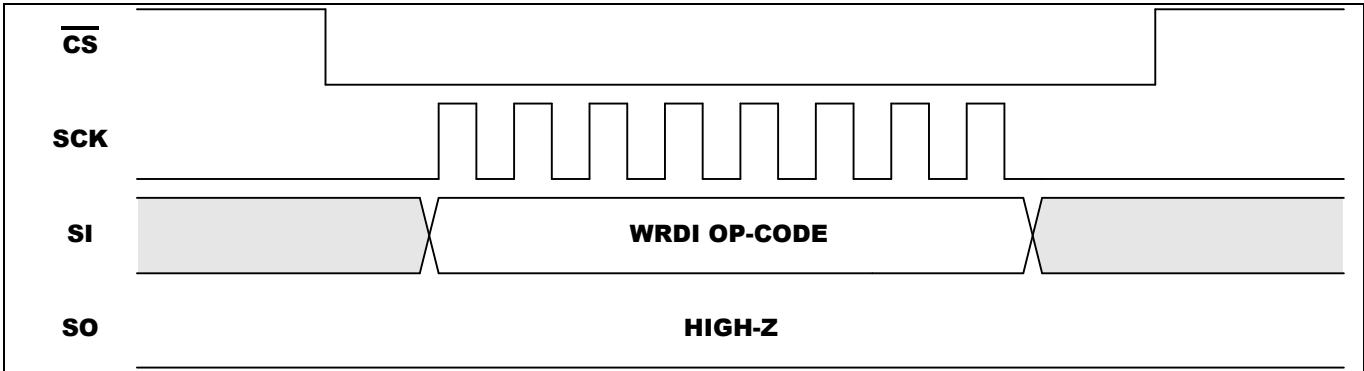 CS
SCK
SI
WRDI OP-CODE
SO
HIGH-Z